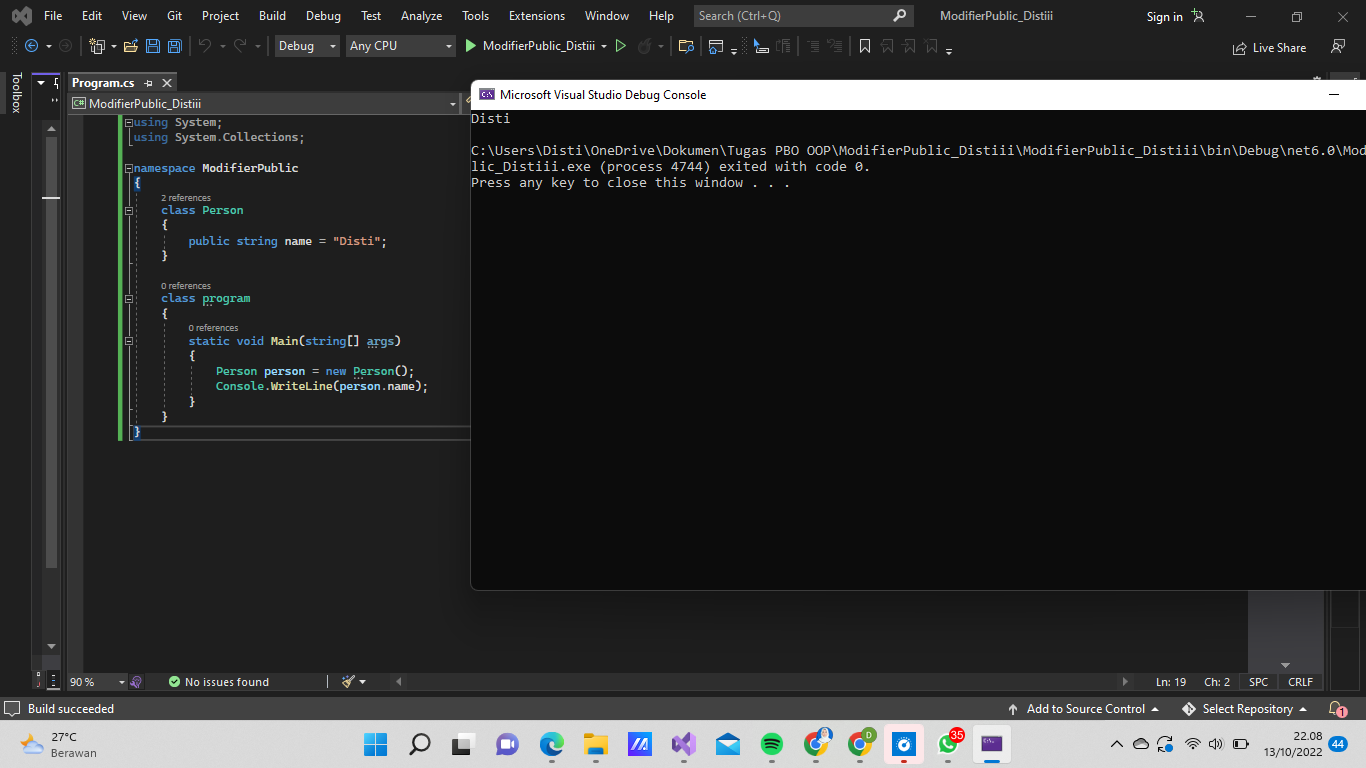 File Edit View Git Project Build Debug Test Analyze Tools Extensions Window Help Search (Ctrl+Q) ModifierPublic_Distiii Sign in
Debug Any CPU ModifierPublic_Distiii Live Share
Toolbox
Program.cs
C# ModifierPublic_Distiii
using System;
using System.Collections;
namespace ModifierPublic
{
2 references
class Person
{
public string name = "Disti";
}
0 references
class program
{
0 references
static void Main(string[] args)
{
Person person = new Person();
Console.WriteLine(person.name);
}
}
}
Microsoft Visual Studio Debug Console
Disti
C:\Users\Disti\OneDrive\Dokumen\Tugas PBO OOP\ModifierPublic_Distiii\ModifierPublic_Distiii\bin\Debug\net6.0\Mod
lic_Distiii.exe (process 4744) exited with code 0.
Press any key to close this window . . .
90 % No issues found Ln: 19 Ch: 2 SPC CRLF
Build succeeded Add to Source Control Select Repository 1
27°C
Berawan
D
35
22.08
13/10/2022
44